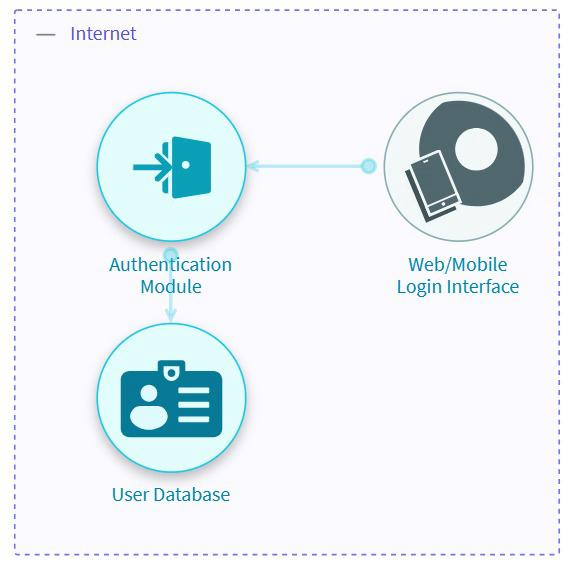 Internet
Authentication
Module
Web/Mobile
Login Interface
User Database